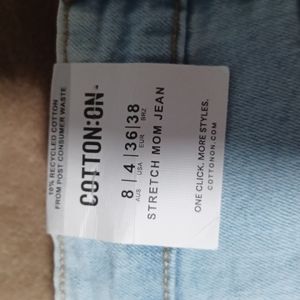 10% RECYCLED COTTON
FROM POST CONSUMER WASTE
COTTON:ON
8 | 4 | 36 | 38
AUS USA EUR BRZ
STRETCH MOM JEAN
ONE CLICK. MORE STYLES.
COTTONON.COM